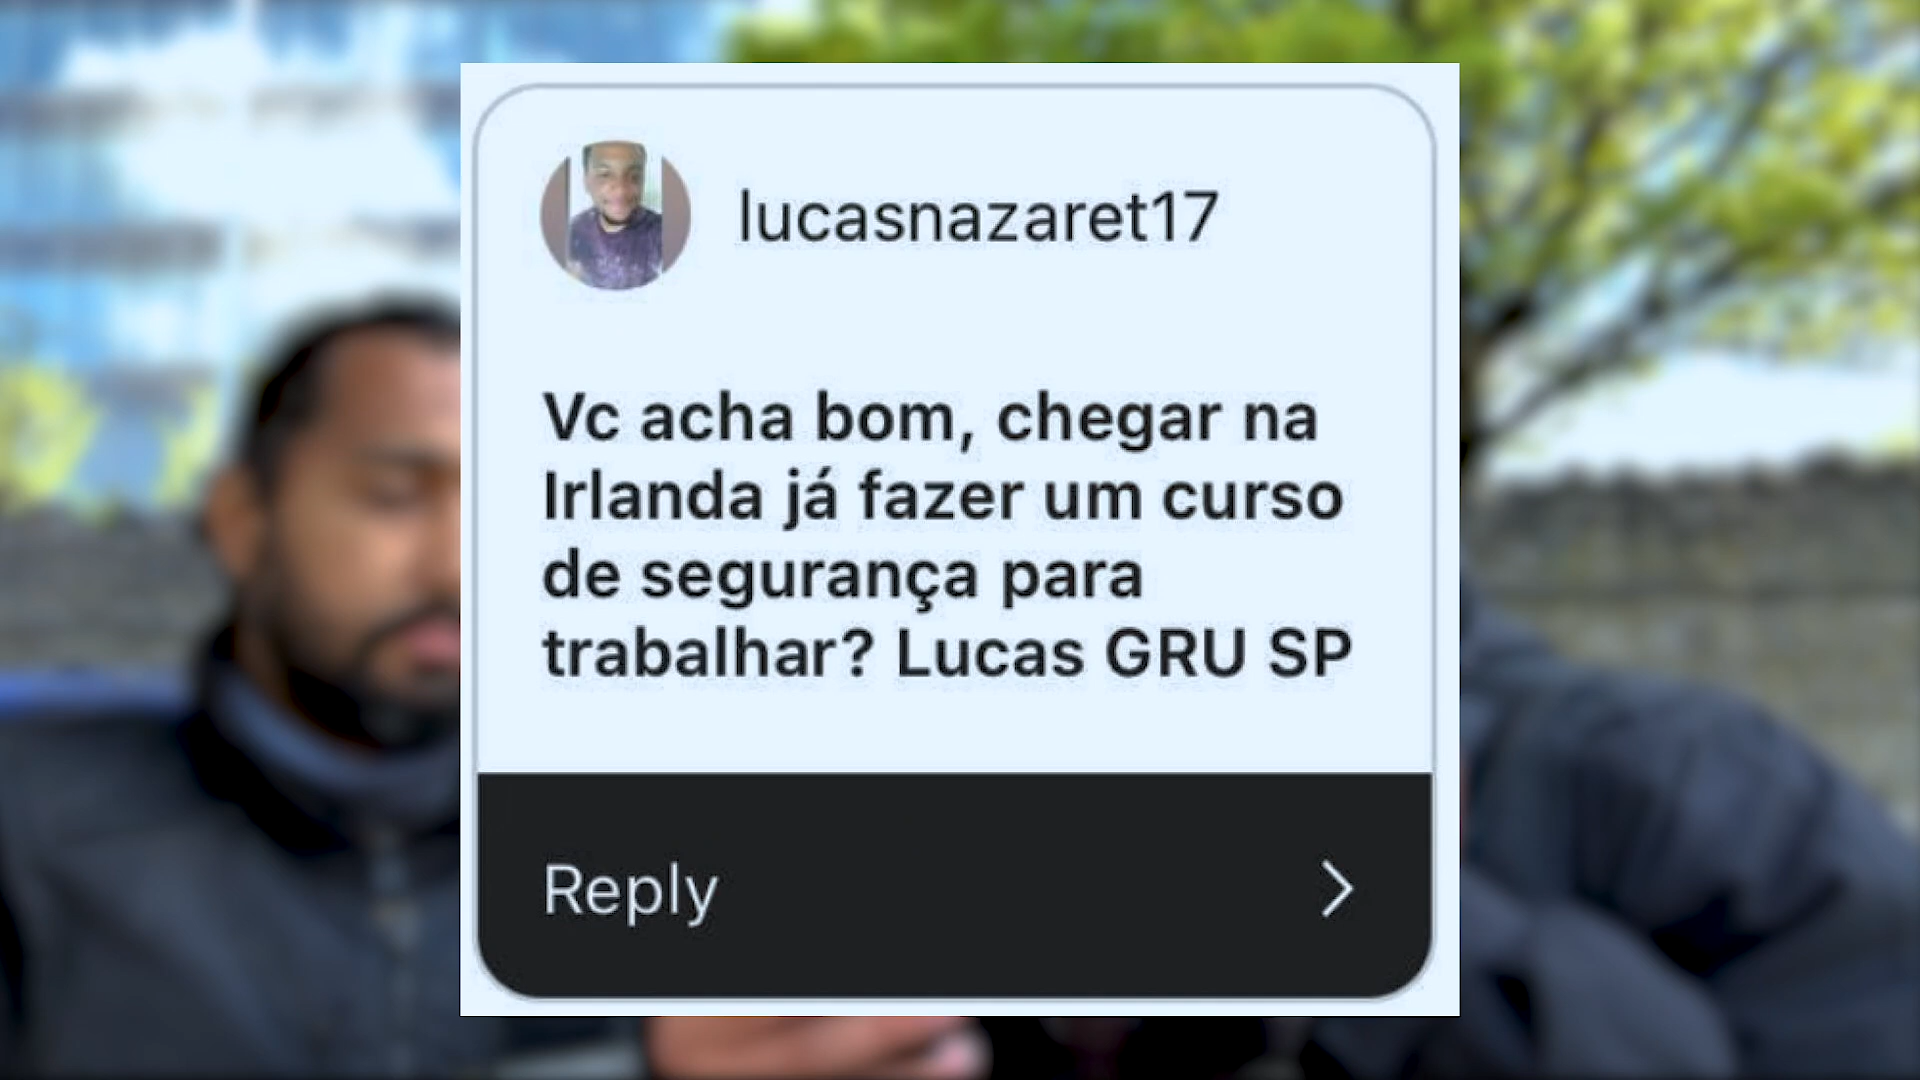 lucasnazaret17
Vc acha bom, chegar na
Irlanda já fazer um curso
de segurança para
trabalhar? Lucas GRU SP
Reply